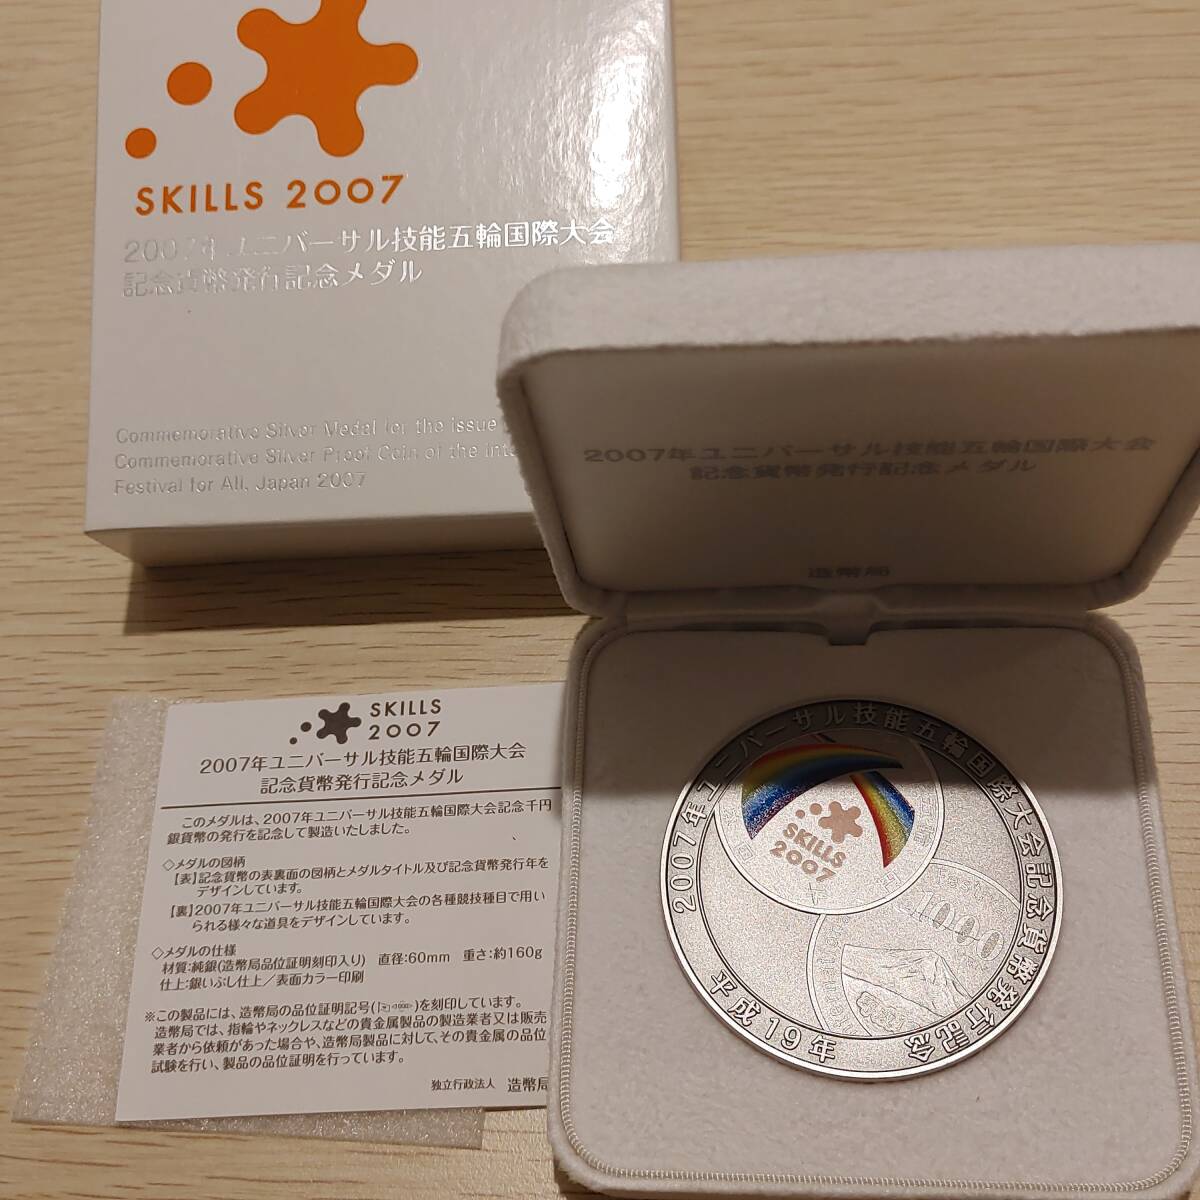 SKILLS 2007
2007年ユニバーサル技能五輪国際大会
記念貨幣発行記念メダル
Commemorative Silver Medal for the issue
Commemorative Silver Proof Coin of the
Festival for All, Japan 2007
2007年ユニバーサル技能五輪国際大会
記念貨幣発行記念メダル
造幣局
SKILLS
2007
2007年ユニバーサル技能五輪国際大会
記念貨幣発行記念メダル
このメダルは、2007年ユニバーサル技能五輪国際大会記念千円
銀貨幣の発行を記念して製造いたしました。
◇メダルの図柄
【表】記念貨幣の表裏面の図柄とメダルタイトル及び記念貨幣発行年を
デザインしています。
【裏】2007年ユニバーサル技能五輪国際大会の各種競技種目で用い
られる様々な道具をデザインしています。
◇メダルの仕様
材質:純銀(造幣局品位証明刻印入り) 直径:60mm 重さ:約160g
仕上:銀いぶし仕上/表面カラー印刷
※この製品には、造幣局の品位証明記号( 1000 )を刻印しています。
造幣局では、指輪やネックレスなどの貴金属製品の製造業者又は販売
業者から依頼があった場合や、造幣局製品に対して、その貴金属の品位
試験を行い、製品の品位証明を行っています。
独立行政法人 造幣局
2007年ユニバーサル技能五輪国際大会記念貨幣発行記念
平成19年
SKILLS
2007
1000